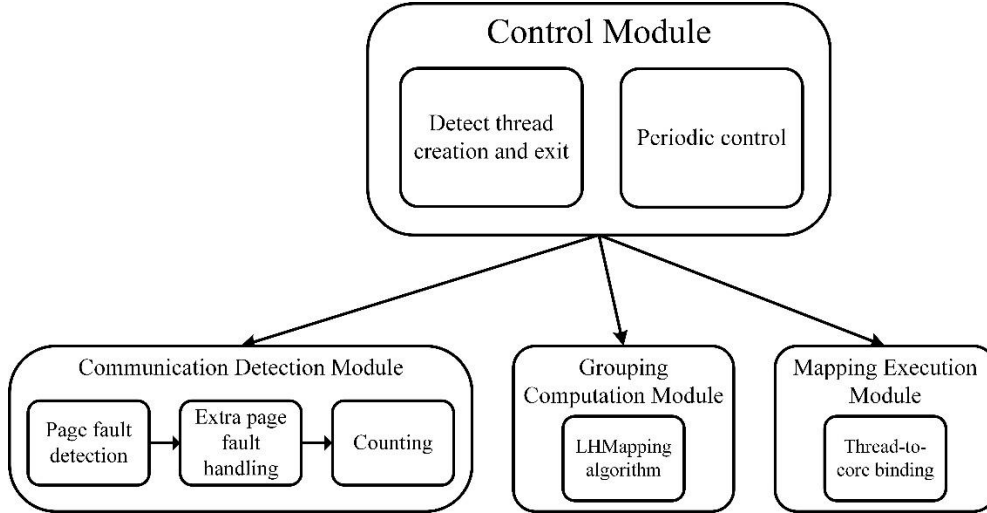 Control Module
Detect thread
creation and exit
Periodic control
Communication Detection Module
Page fault
detection
Extra page
fault
handling
Counting
Grouping
Computation Module
LHMapping
algorithm
Mapping Execution
Module
Thread-to-
core binding